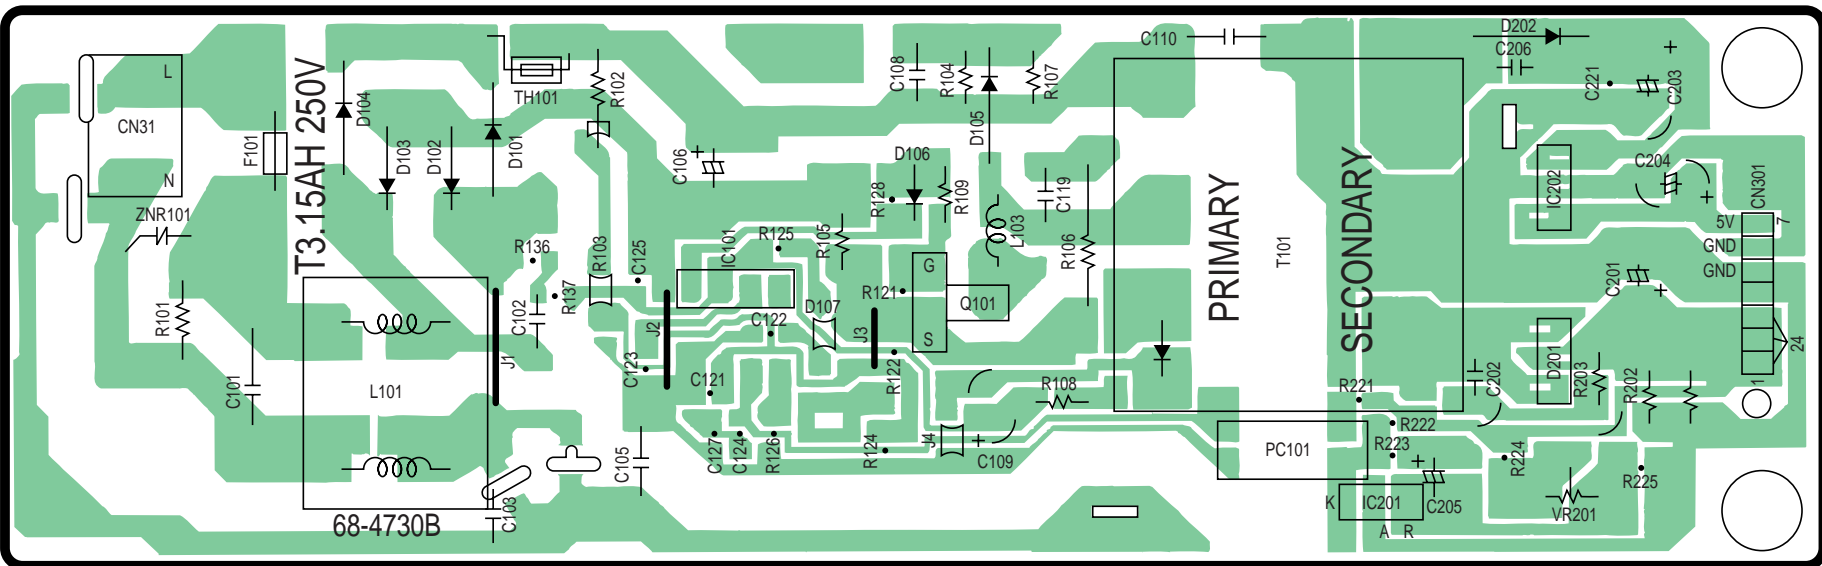 L
CN31
N
ZNR101
R101
C101
F101
T3.15AH 250V
D104
D103
D102
D101
TH101
R102
L101
68-4730B
J1
C103
R136
C102
R137
R103
C125
C123
J2
C105
C106
IC101
R125
R105
D107
C122
C121
C127
C124
R126
R124
J3
R121
R122
R128
D106
R109
C108
R104
D105
R107
L103
C119
R106
G
Q101
S
J4
C109
R108
C110
PRIMARY
T101
SECONDARY
PC101
K
IC201
A
R
R221
R222
R223
C205
D202
C206
C221
C203
IC202
C204
CN301
5V
7
GND
GND
C201
D201
C202
R203
R202
24
1
R224
VR201
R225